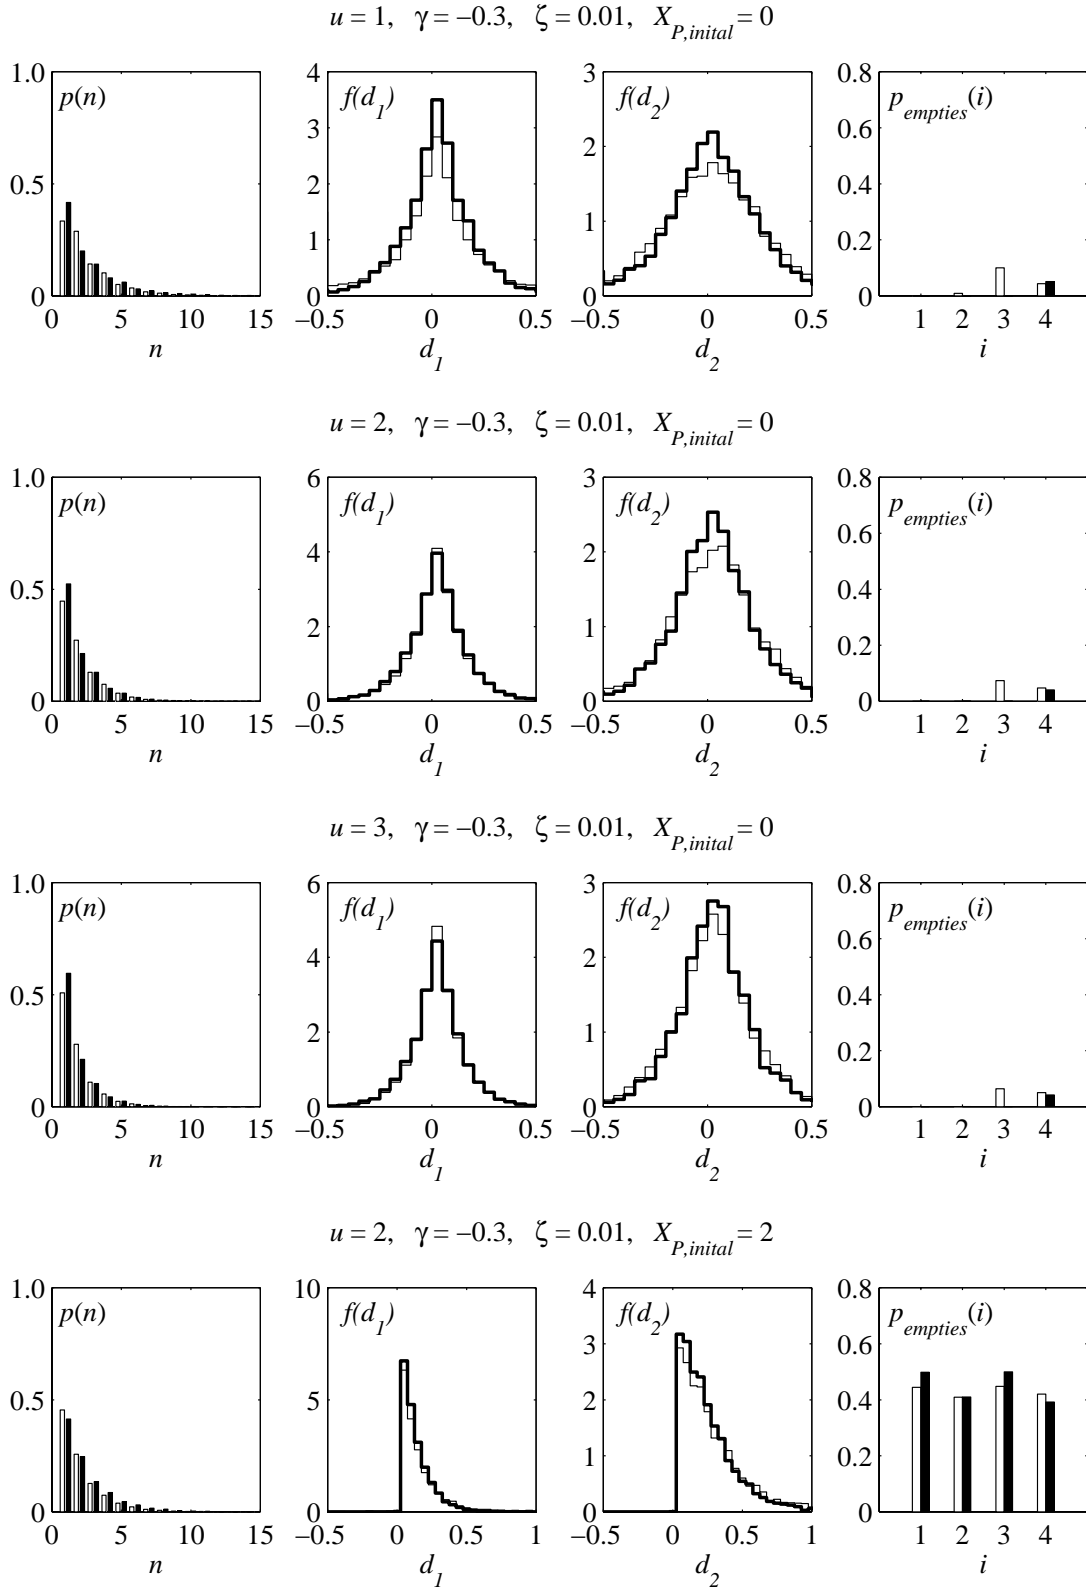 u = 1, γ = −0.3, ζ = 0.01, X_P,inital = 0
1.0 4 3 0.8
p(n) f(d_1) f(d_2) p_empties(i)
3 0.6
2
0.5 2 0.4
1
1 0.2
0 0 0 0
0 5 10 15 −0.5 0 0.5 −0.5 0 0.5 1 2 3 4
n d_1 d_2 i
u = 2, γ = −0.3, ζ = 0.01, X_P,inital = 0
1.0 6 3 0.8
p(n) f(d_1) f(d_2) p_empties(i)
0.6
4 2
0.5 0.4
2 1
0.2
0 0 0 0
0 5 10 15 −0.5 0 0.5 −0.5 0 0.5 1 2 3 4
n d_1 d_2 i
u = 3, γ = −0.3, ζ = 0.01, X_P,inital = 0
1.0 6 3 0.8
p(n) f(d_1) f(d_2) p_empties(i)
0.6
4 2
0.5 0.4
2 1
0.2
0 0 0 0
0 5 10 15 −0.5 0 0.5 −0.5 0 0.5 1 2 3 4
n d_1 d_2 i
u = 2, γ = −0.3, ζ = 0.01, X_P,inital = 2
1.0 10 4 0.8
p(n) f(d_1) f(d_2) p_empties(i)
3 0.6
0.5 5 2 0.4
1 0.2
0 0 0 0
0 5 10 15 −0.5 0 0.5 1 −0.5 0 0.5 1 1 2 3 4
n d_1 d_2 i